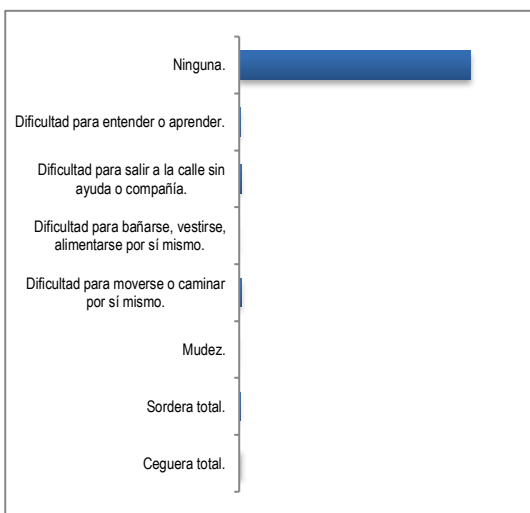 Ninguna.
Dificultad para entender o aprender.
Dificultad para salir a la calle sin
ayuda o compañía.
Dificultad para bañarse, vestirse,
alimentarse por sí mismo.
Dificultad para moverse o caminar
por sí mismo.
Mudez.
Sordera total.
Ceguera total.